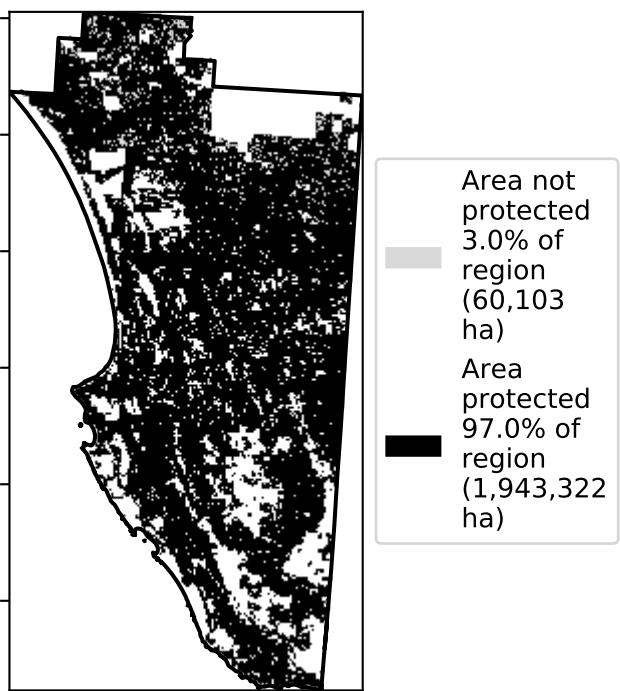 Area not
protected
3.0% of
region
(60,103
ha)
Area
protected
97.0% of
region
(1,943,322
ha)